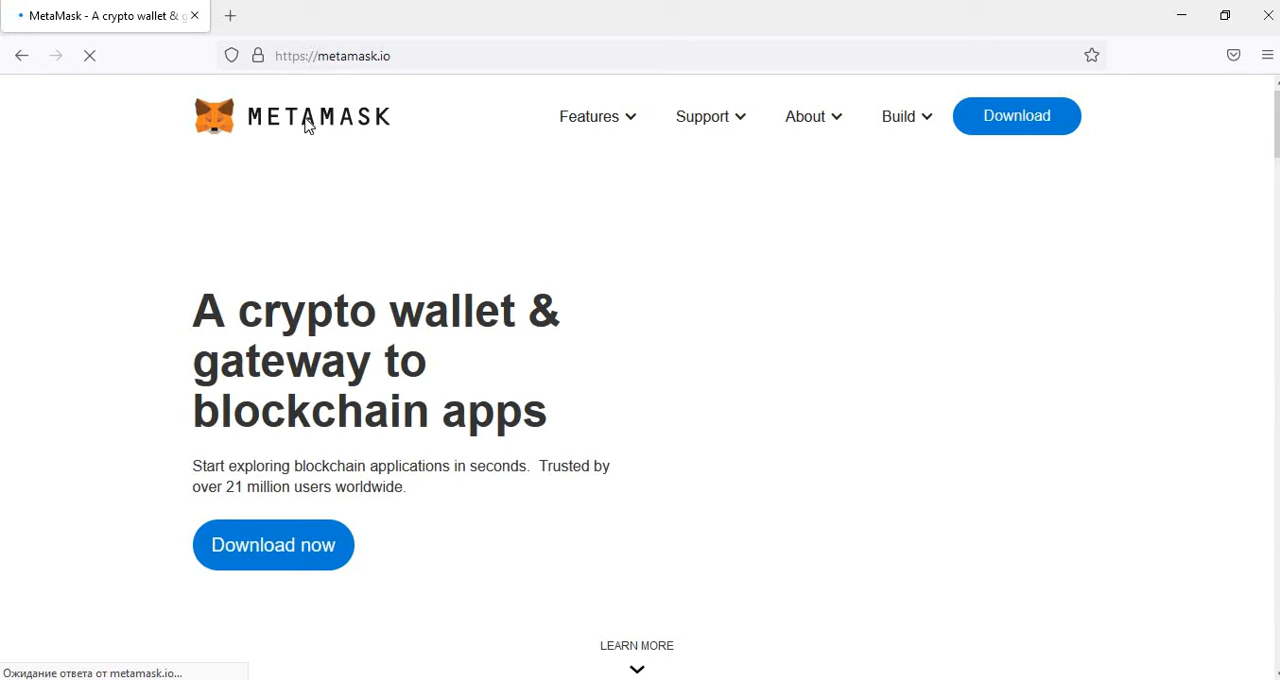 MetaMask - A crypto wallet & g
https://metamask.io
METAMASK
Features
Support
About
Build
Download
A crypto wallet &
gateway to
blockchain apps
Start exploring blockchain applications in seconds. Trusted by
over 21 million users worldwide.
Download now
LEARN MORE
Ожидание ответа от metamask.io...